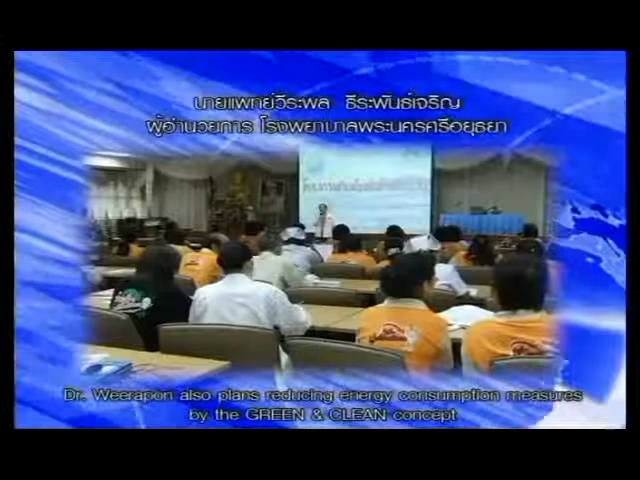 นายแพทย์วีระพล ธีระพันธ์เจริญ
ผู้อำนวยการ โรงพยาบาลพระนครศรีอยุธยา
Dr. Weerapon also plans reducing energy consumption measures
by the GREEN & CLEAN concept